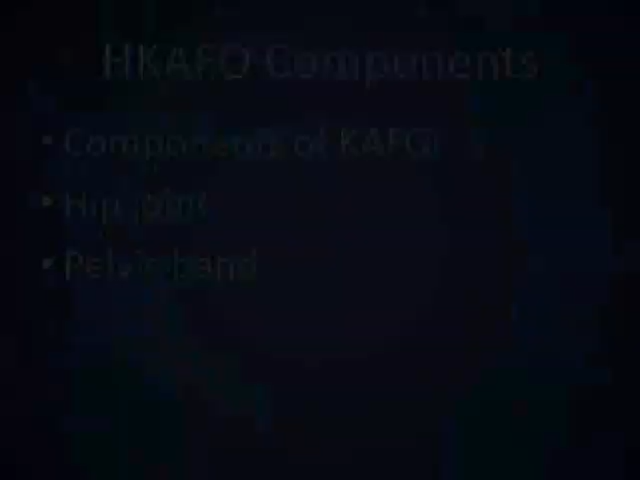 HKAFO Components
• Components of KAFO
• Hip joint
• Pelvic band